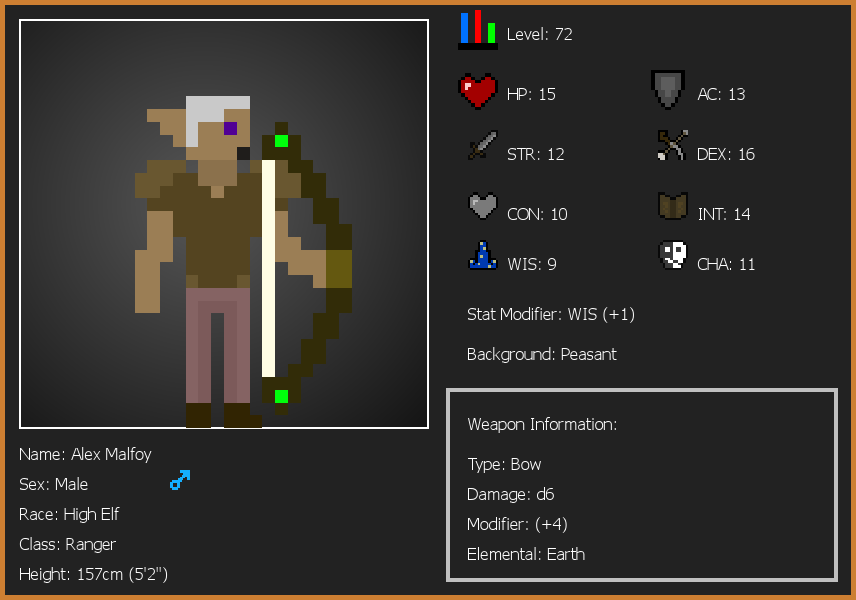 Level: 72
HP: 15
AC: 13
STR: 12
DEX: 16
CON: 10
INT: 14
WIS: 9
CHA: 11
Stat Modifier: WIS (+1)
Background: Peasant
Weapon Information:
Type: Bow
Damage: d6
Modifier: (+4)
Elemental: Earth
Name: Alex Malfoy
Sex: Male
Race: High Elf
Class: Ranger
Height: 157cm (5'2")